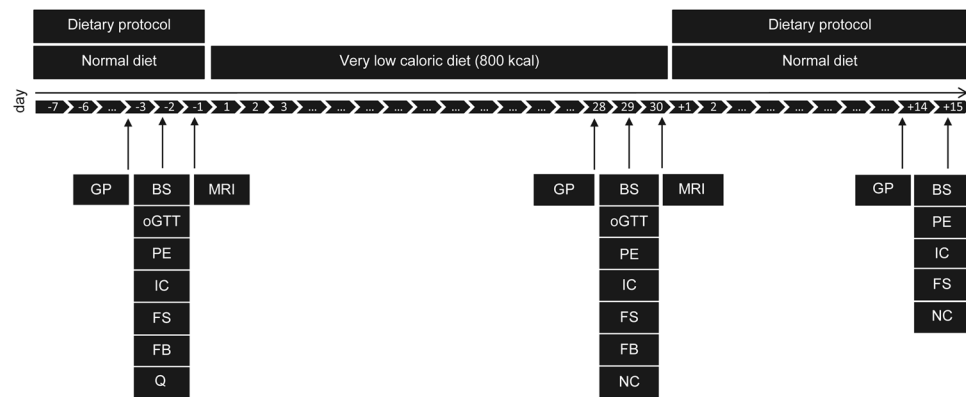 Dietary protocol
Dietary protocol
Normal diet
Very low caloric diet (800 kcal)
Normal diet
day
-7 -6 ... -3 -2 -1 1 2 3 ... ... ... ... ... ... ... ... 28 29 30 +1 2 ... ... ... ... ... +14 +15
GP BS MRI GP BS MRI GP BS
oGTT oGTT PE
PE PE IC
IC IC FS
FS FS NC
FB FB
Q NC